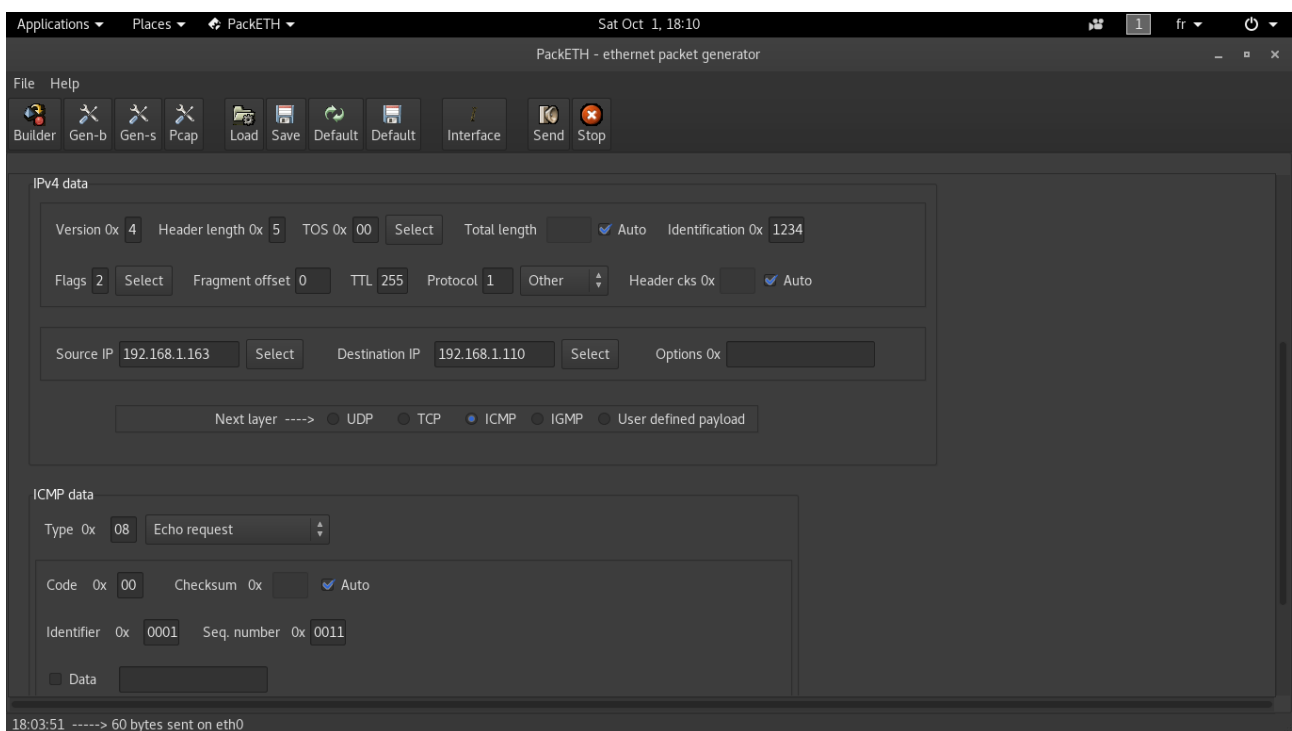 Applications Places PackETH Sat Oct 1, 18:10 1 fr
PackETH - ethernet packet generator
File Help
Builder Gen-b Gen-s Pcap Load Save Default Default Interface Send Stop
IPv4 data
Version 0x 4 Header length 0x 5 TOS 0x 00 Select Total length Auto Identification 0x 1234
Flags 2 Select Fragment offset 0 TTL 255 Protocol 1 Other Header cks 0x Auto
Source IP 192.168.1.163 Select Destination IP 192.168.1.110 Select Options 0x
Next layer ----> UDP TCP ICMP IGMP User defined payload
ICMP data
Type 0x 08 Echo request
Code 0x 00 Checksum 0x Auto
Identifier 0x 0001 Seq. number 0x 0011
Data
18:03:51 -----> 60 bytes sent on eth0